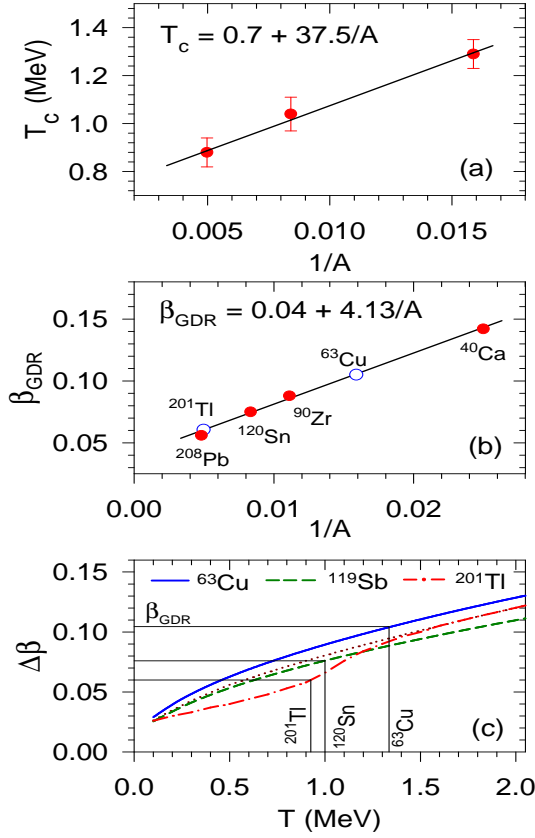 1.4
T_c = 0.7 + 37.5/A
1.2
T_C (MeV)
1.0
0.8
(a)
0.005 0.010 0.015
1/A
0.15
β_GDR = 0.04 + 4.13/A
⁶³Cu
⁴⁰Ca
0.10
β_GDR
²⁰¹Tl
⁹⁰Zr
¹²⁰Sn
0.05
²⁰⁸Pb
(b)
0.00 0.01 0.02
1/A
0.15
⁶³Cu ¹¹⁹Sb ²⁰¹Tl
β_GDR
0.10
Δβ
0.05
²⁰¹Tl
¹²⁰Sn
⁶³Cu
(c)
0.00
0.0 0.5 1.0 1.5 2.0
T (MeV)